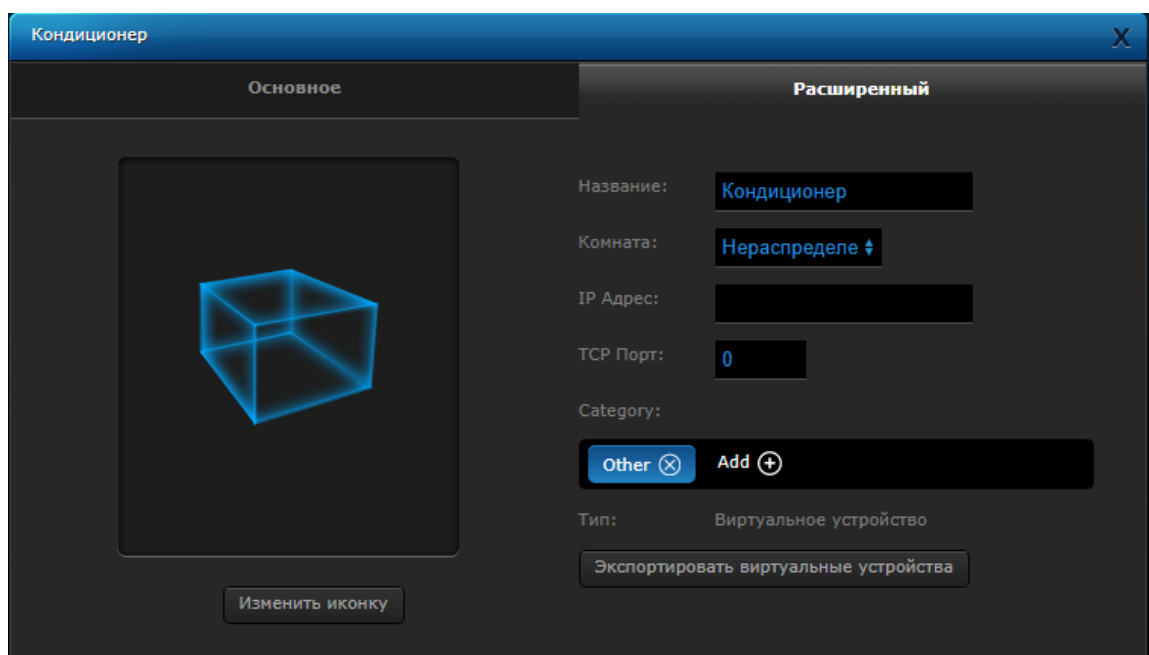 Кондиционер X
Основное Расширенный
Название: Кондиционер
Комната: Нераспределе
IP Адрес:
TCP Порт: 0
Category:
Other Add
Тип: Виртуальное устройство
Экспортировать виртуальные устройства
Изменить иконку